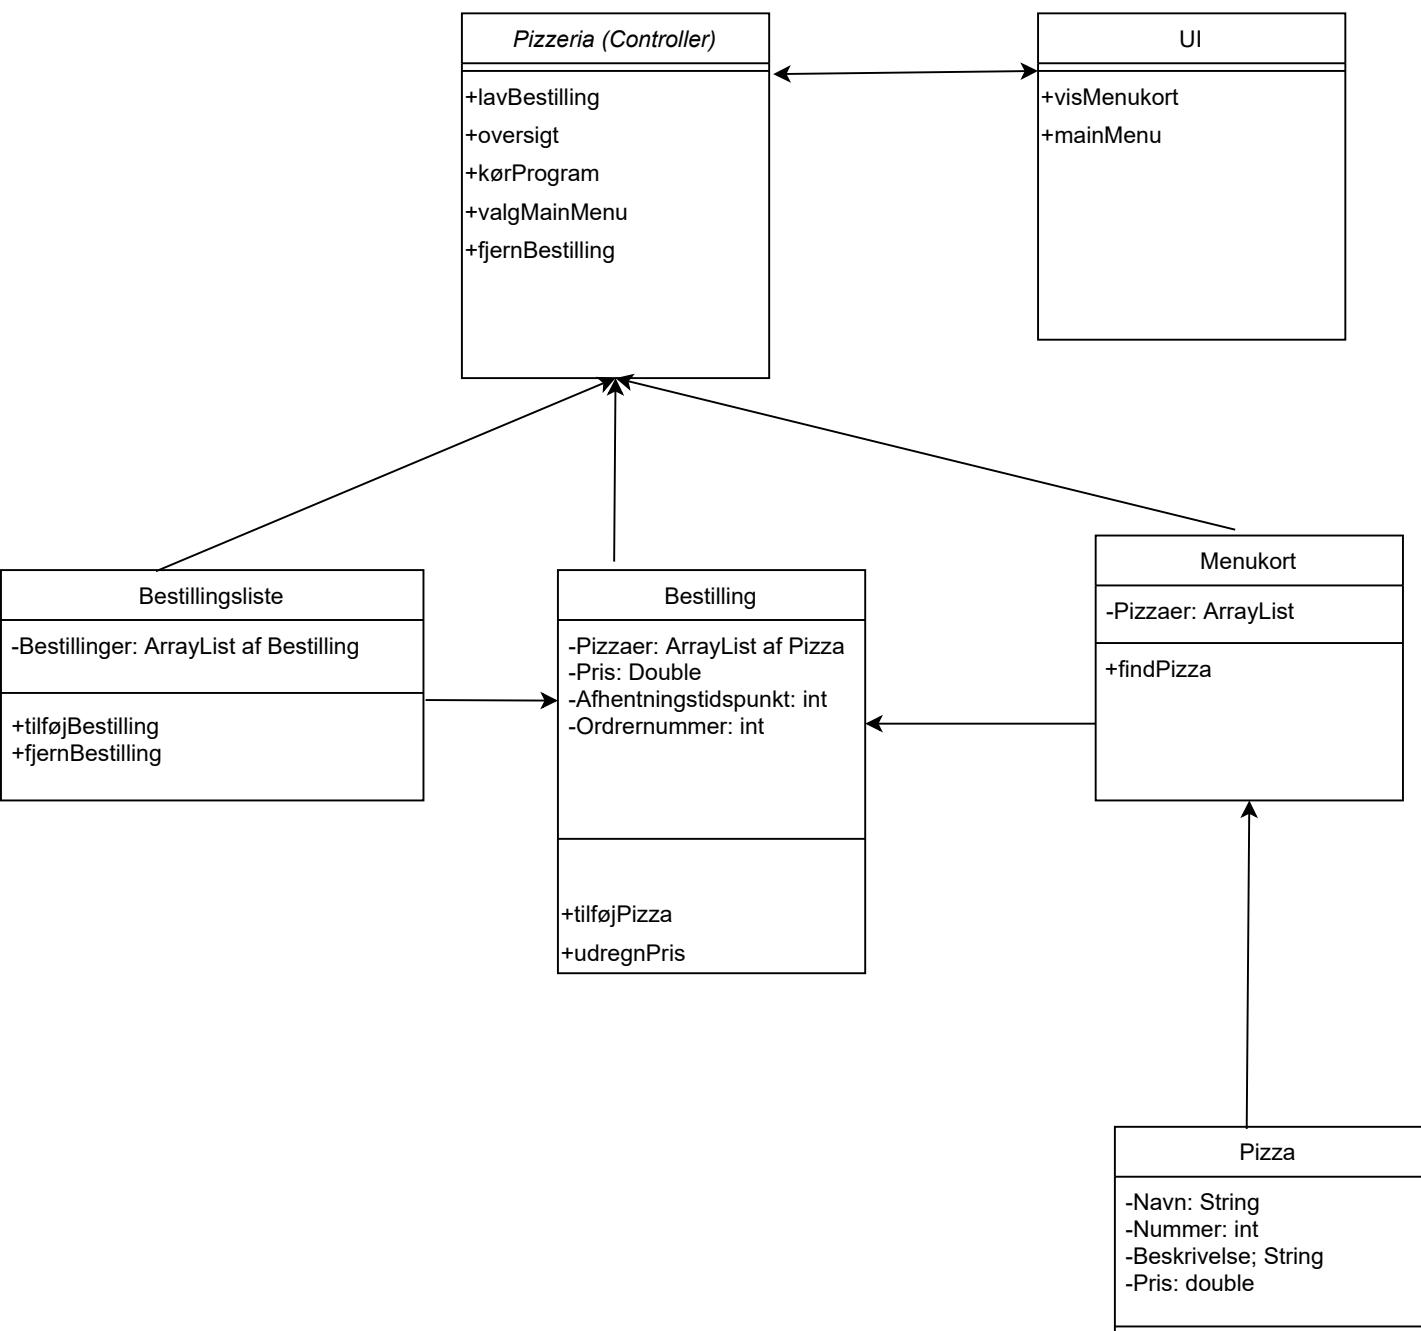 Pizzeria (Controller)
+lavBestilling
+oversigt
+kørProgram
+valgMainMenu
+fjernBestilling
UI
+visMenukort
+mainMenu
Bestillingsliste
-Bestillinger: ArrayList af Bestilling
+tilføjBestilling
+fjernBestilling
Bestilling
-Pizzaer: ArrayList af Pizza
-Pris: Double
-Afhentningstidspunkt: int
-Ordrernummer: int
+tilføjPizza
+udregnPris
Menukort
-Pizzaer: ArrayList
+findPizza
Pizza
-Navn: String
-Nummer: int
-Beskrivelse; String
-Pris: double